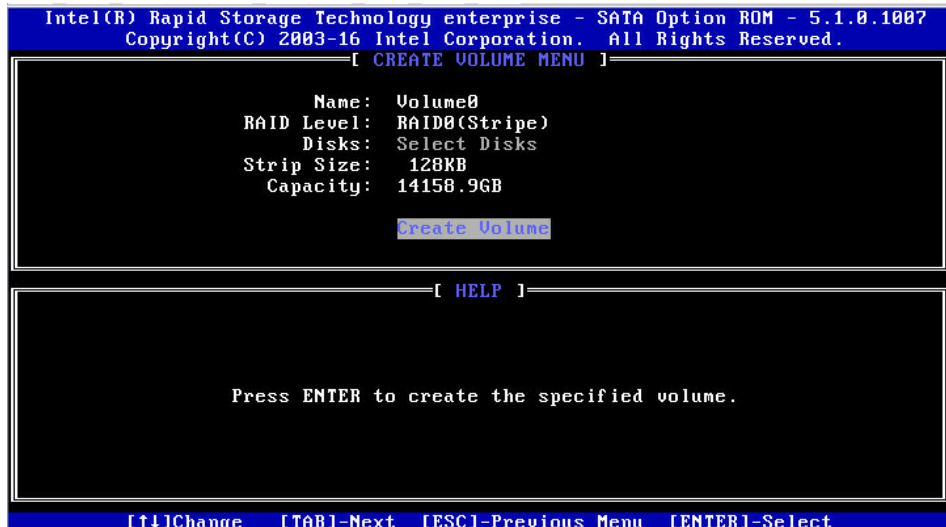 Intel(R) Rapid Storage Technology enterprise - SATA Option ROM - 5.1.0.1007
Copyright(C) 2003-16 Intel Corporation.  All Rights Reserved.
[ CREATE VOLUME MENU ]
Name: Volume0
RAID Level: RAID0(Stripe)
Disks: Select Disks
Strip Size: 128KB
Capacity: 14158.9GB
Create Volume
[ HELP ]
Press ENTER to create the specified volume.
[↑↓]Change [TAB]-Next [ESC]-Previous Menu [ENTER]-Select